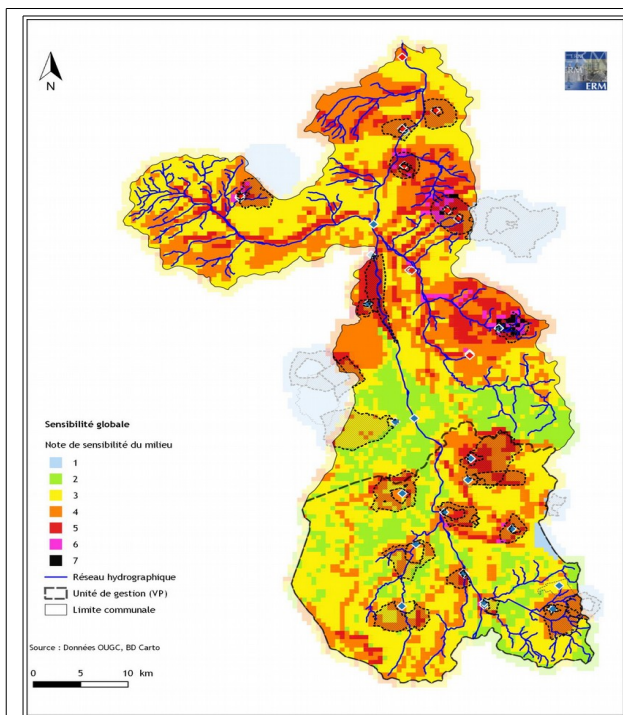 N
ERM
Sensibilité globale
Note de sensibilité du milieu
1
2
3
4
5
6
7
Réseau hydrographique
Unité de gestion (VP)
Limite communale
Source : Données OUGC, BD Carto
0 5 10 km